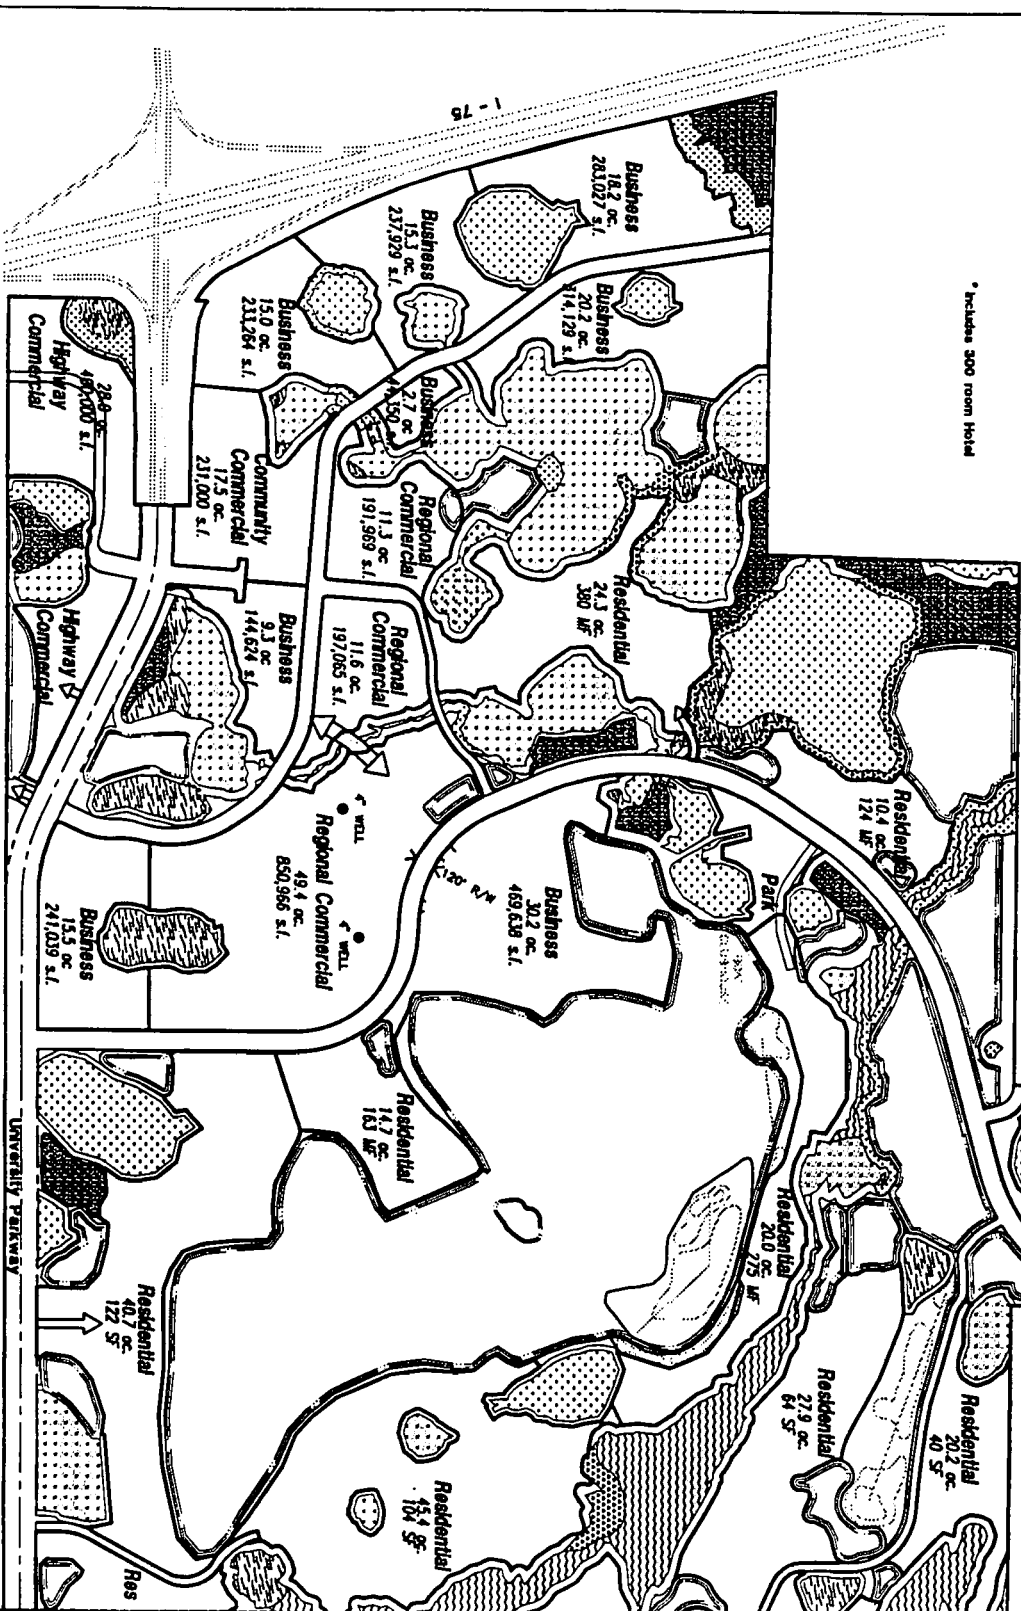 * Includes 300 room Hotel
I - 75
Business
18.2 ac.
283,027 s.f.
Business
15.3 ac.
237,929 s.f.
Business
20.2 ac.
314,129 s.f.
Business
15.0 ac.
233,264 s.f.
Business
2.7 ac
Highway
Commercial
28.0 ac.
480,000 s.f.
Community
Commercial
17.5 ac.
231,000 s.f.
Regional
Commercial
11.3 ac
191,969 s.f.
Residential
24.3 ac.
380 MF
Highway
Commercial
Business
9.3 ac
144,624 s.f.
Regional
Commercial
11.6 ac.
197,065 s.f.
Residential
10.4 ac.
124 MF
4" WELL
Regional Commercial
49.4 ac.
850,966 s.f.
4" WELL
120' R/W
Business
30.2 ac.
469,638 s.f.
Park
Business
15.5 ac
241,039 s.f.
Residential
14.7 ac.
163 MF
Residential
20.0 ac.
275 MF
University Parkway
Residential
40.7 ac.
122 SF
Residential
27.9 ac.
64 SF
Residential
20.2 ac.
40 SF
Residential
45.4 ac.
104 SF
Res